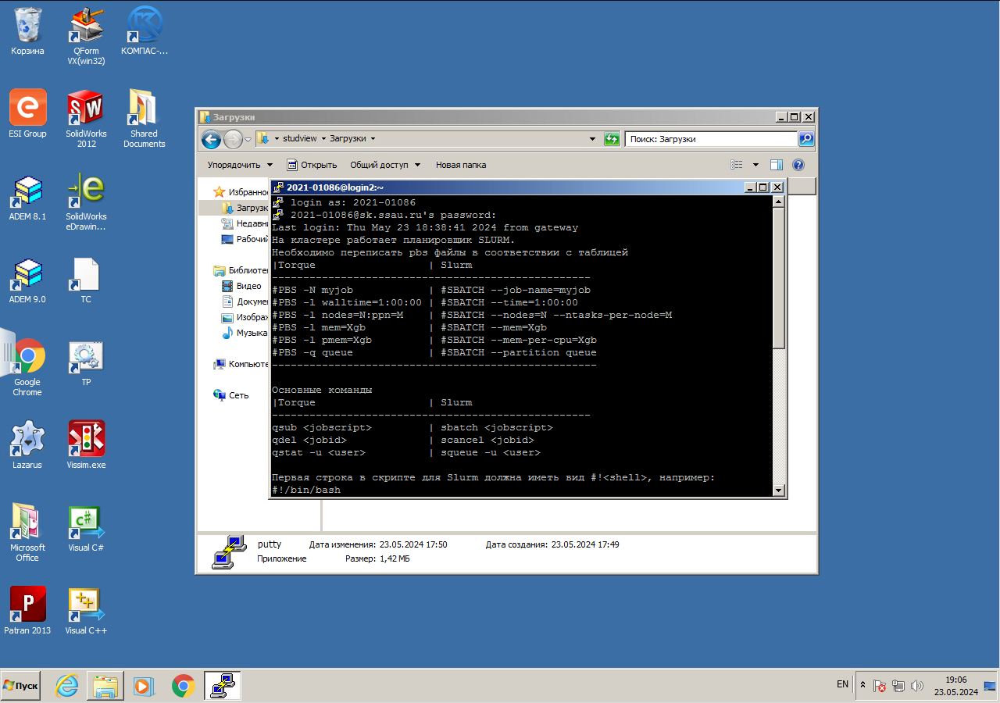 Корзина
QForm VX(win32)
КОМПАС-...
ESI Group
SolidWorks 2012
Shared Documents
ADEM 8.1
SolidWorks eDrawin...
ADEM 9.0
TC
Google Chrome
TP
Lazarus
Vissim.exe
Microsoft Office
Visual C#
Patran 2013
Visual C++
Загрузки
studview Загрузки
Поиск: Загрузки
Упорядочить Открыть Общий доступ Новая папка
Избранно
Загрузк
Недавн
Рабочий
Библиоте
Видео
Докуме
Изобра
Музыка
Компьюте
Сеть
2021-01086@login2:~
login as: 2021-01086
2021-01086@sk.ssau.ru's password:
Last login: Thu May 23 18:38:41 2024 from gateway
На кластере работает планировщик SLURM.
Необходимо переписать pbs файлы в соответствии с таблицей
|Torque | Slurm
---------------------------------------------------
#PBS -N myjob | #SBATCH --job-name=myjob
#PBS -l walltime=1:00:00 | #SBATCH --time=1:00:00
#PBS -l nodes=N:ppn=M | #SBATCH --nodes=N --ntasks-per-node=M
#PBS -l mem=Xgb | #SBATCH --mem=Xgb
#PBS -l pmem=Xgb | #SBATCH --mem-per-cpu=Xgb
#PBS -q queue | #SBATCH --partition queue
----------------------------------------------------
Основные команды
|Torque | Slurm
---------------------------------------------------
qsub <jobscript> | sbatch <jobscript>
qdel <jobid> | scancel <jobid>
qstat -u <user> | squeue -u <user>
Первая строка в скрипте для Slurm должна иметь вид #!<shell>, например:
#!/bin/bash
putty Дата изменения: 23.05.2024 17:50 Дата создания: 23.05.2024 17:49
Приложение Размер: 1,42 МБ
Пуск
EN
19:06
23.05.2024